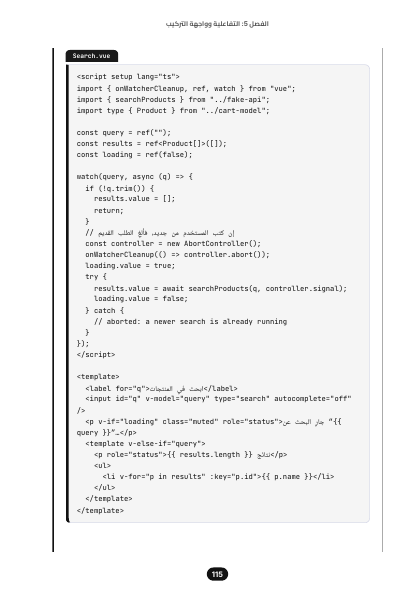 الفصل 5: التفاعلية وواجهة التركيب
Search.vue
<script setup lang="ts">
import { onWatcherCleanup, ref, watch } from "vue";
import { searchProducts } from "../fake-api";
import type { Product } from "../cart-model";

const query = ref("");
const results = ref<Product[]>([]);
const loading = ref(false);

watch(query, async (q) => {
  if (!q.trim()) {
    results.value = [];
    return;
  }
  // إن كتب المستخدم من جديد، فألغِ الطلب القديم
  const controller = new AbortController();
  onWatcherCleanup(() => controller.abort());
  loading.value = true;
  try {
    results.value = await searchProducts(q, controller.signal);
    loading.value = false;
  } catch {
    // aborted: a newer search is already running
  }
});
</script>

<template>
  <label for="q">ابحث في المنتجات</label>
  <input id="q" v-model="query" type="search" autocomplete="off"
/>
  <p v-if="loading" class="muted" role="status">جارٍ البحث عن "{{
query }}"…</p>
  <template v-else-if="query">
    <p role="status">{{ results.length }} نتائج</p>
    <ul>
      <li v-for="p in results" :key="p.id">{{ p.name }}</li>
    </ul>
  </template>
</template>
115